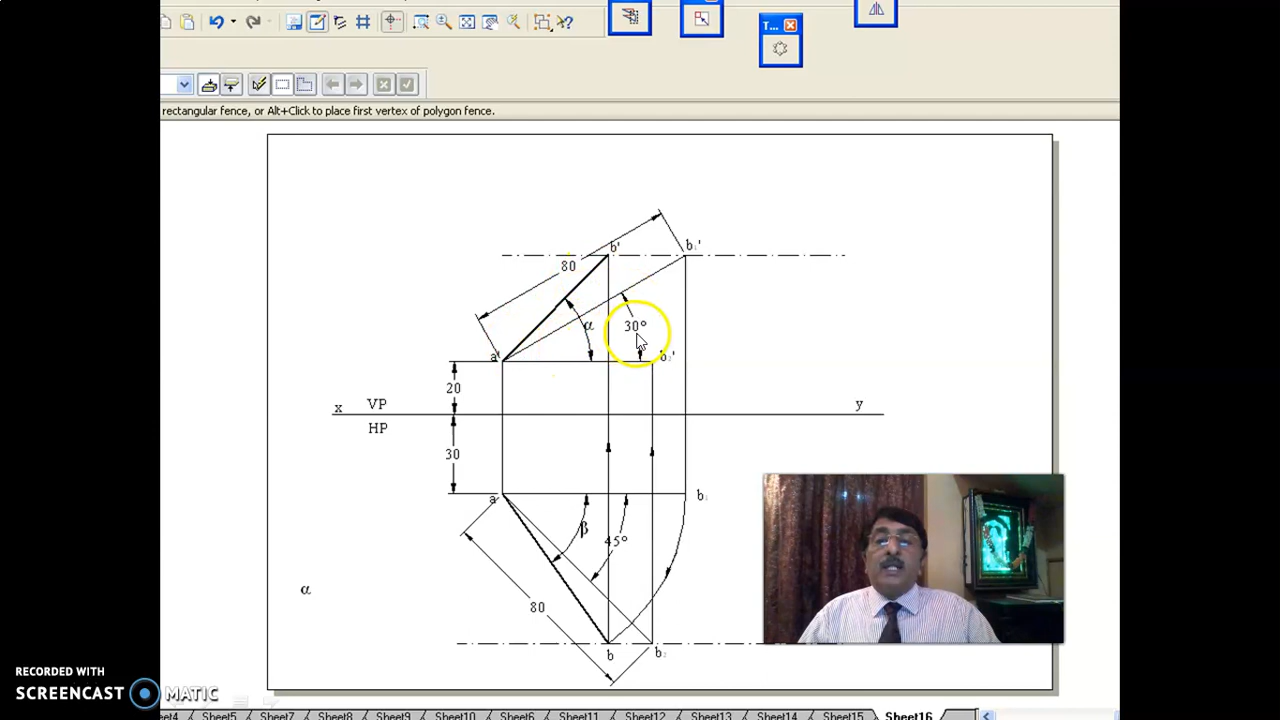 T...
rectangular fence, or Alt+Click to place first vertex of polygon fence.
b'
b₁'
80
α
30°
a'
b₂'
20
x
VP
y
HP
30
a
b₁
β
45°
α
80
b
b₂
RECORDED WITH
SCREENCAST MATIC
Sheet5
Sheet7
Sheet8
Sheet9
Sheet10
Sheet6
Sheet11
Sheet12
Sheet13
Sheet14
Sheet15
Sheet16